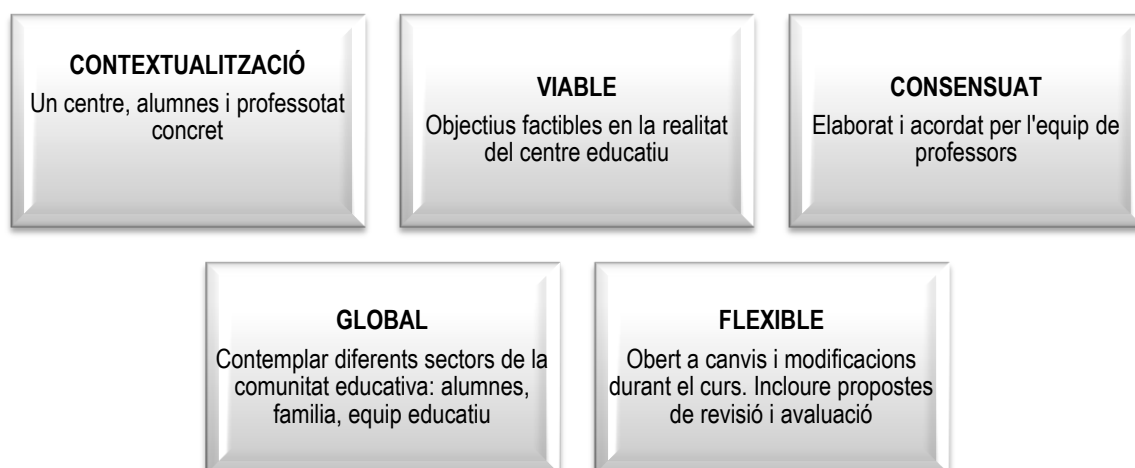 CONTEXTUALITZACIÓ
Un centre, alumnes i professotat
concret
VIABLE
Objectius factibles en la realitat
del centre educatiu
CONSENSUAT
Elaborat i acordat per l'equip de
professors
GLOBAL
Contemplar diferents sectors de la
comunitat educativa: alumnes,
familia, equip educatiu
FLEXIBLE
Obert a canvis i modificacions
durant el curs. Incloure propostes
de revisió i avaluació